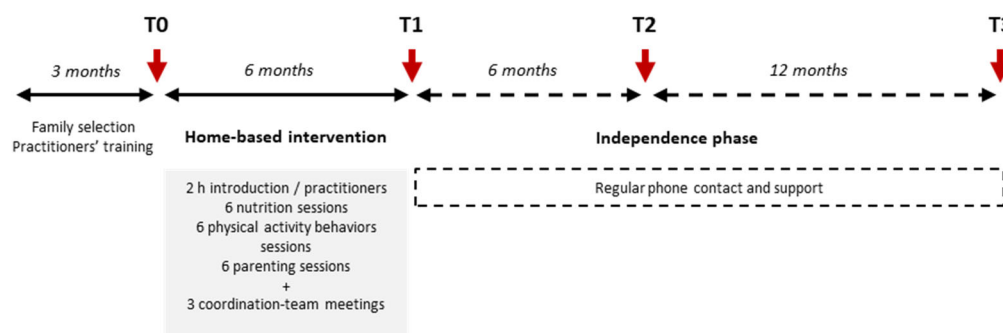 T0 T1 T2 T3
3 months 6 months 6 months 12 months
Family selection
Practitioners' training
Home-based intervention
Independence phase
2 h introduction / practitioners
6 nutrition sessions
6 physical activity behaviors
sessions
6 parenting sessions
+
3 coordination-team meetings
Regular phone contact and support